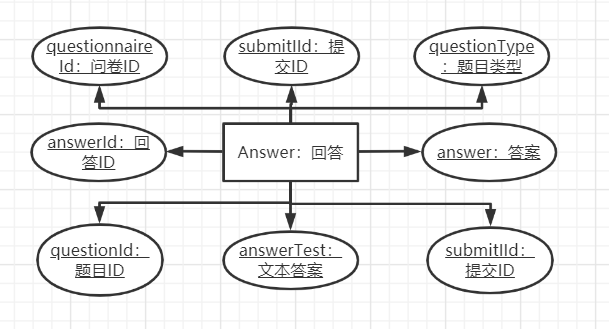 questionnaire
Id：问卷ID
submitIId：提
交ID
questionType
：题目类型
answerId：回
答ID
Answer：回答
answer：答案
questionId：
题目ID
answerTest：
文本答案
submitIId：
提交ID